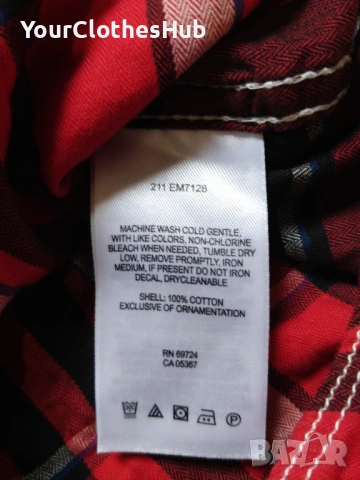 YourClothesHub
211 EM7128
MACHINE WASH COLD GENTLE,
WITH LIKE COLORS, NON-CHLORINE
BLEACH WHEN NEEDED, TUMBLE DRY
LOW, REMOVE PROMPTLY, IRON
MEDIUM, IF PRESENT DO NOT IRON
DECAL, DRYCLEANABLE
SHELL: 100% COTTON
EXCLUSIVE OF ORNAMENTATION
RN 69724
CA 05367
P
BAZAR